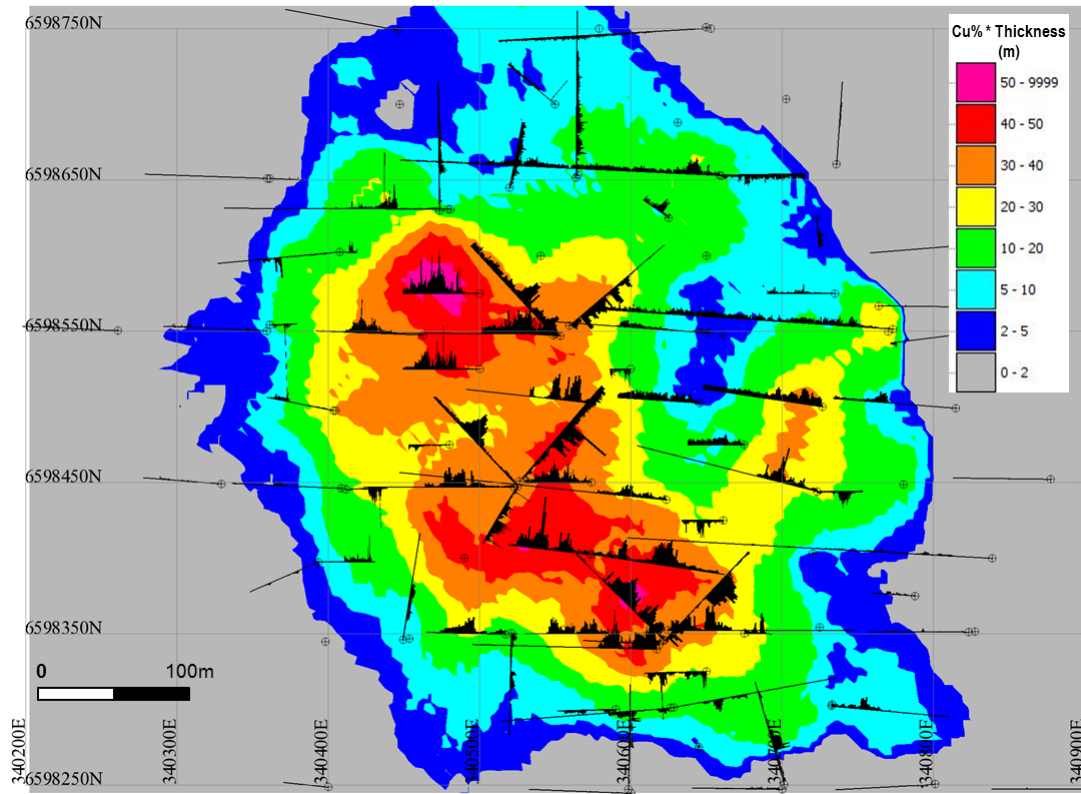 6598750N
6598650N
6598550N
6598450N
6598350N
6598250N
Cu% * Thickness
(m)
50 - 9999
40 - 50
30 - 40
20 - 30
10 - 20
5 - 10
2 - 5
0 - 2
0 100m
340200E
340300E
340400E
340500E
340600E
340700E
340800E
340900E